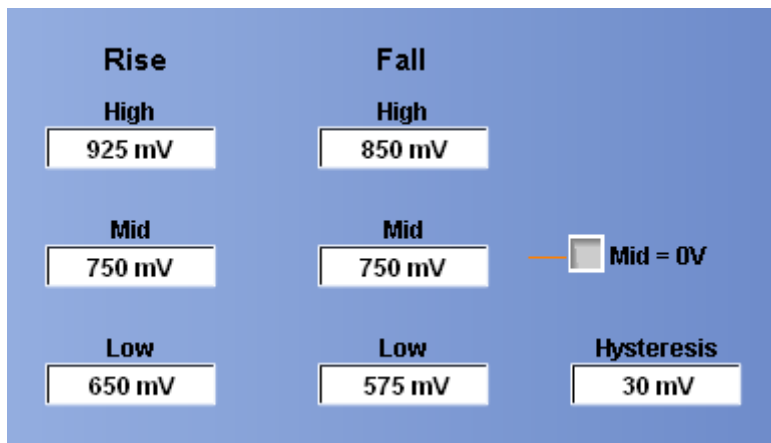 Rise Fall
High High
925 mV 850 mV
Mid Mid
750 mV 750 mV Mid = 0V
Low Low Hysteresis
650 mV 575 mV 30 mV